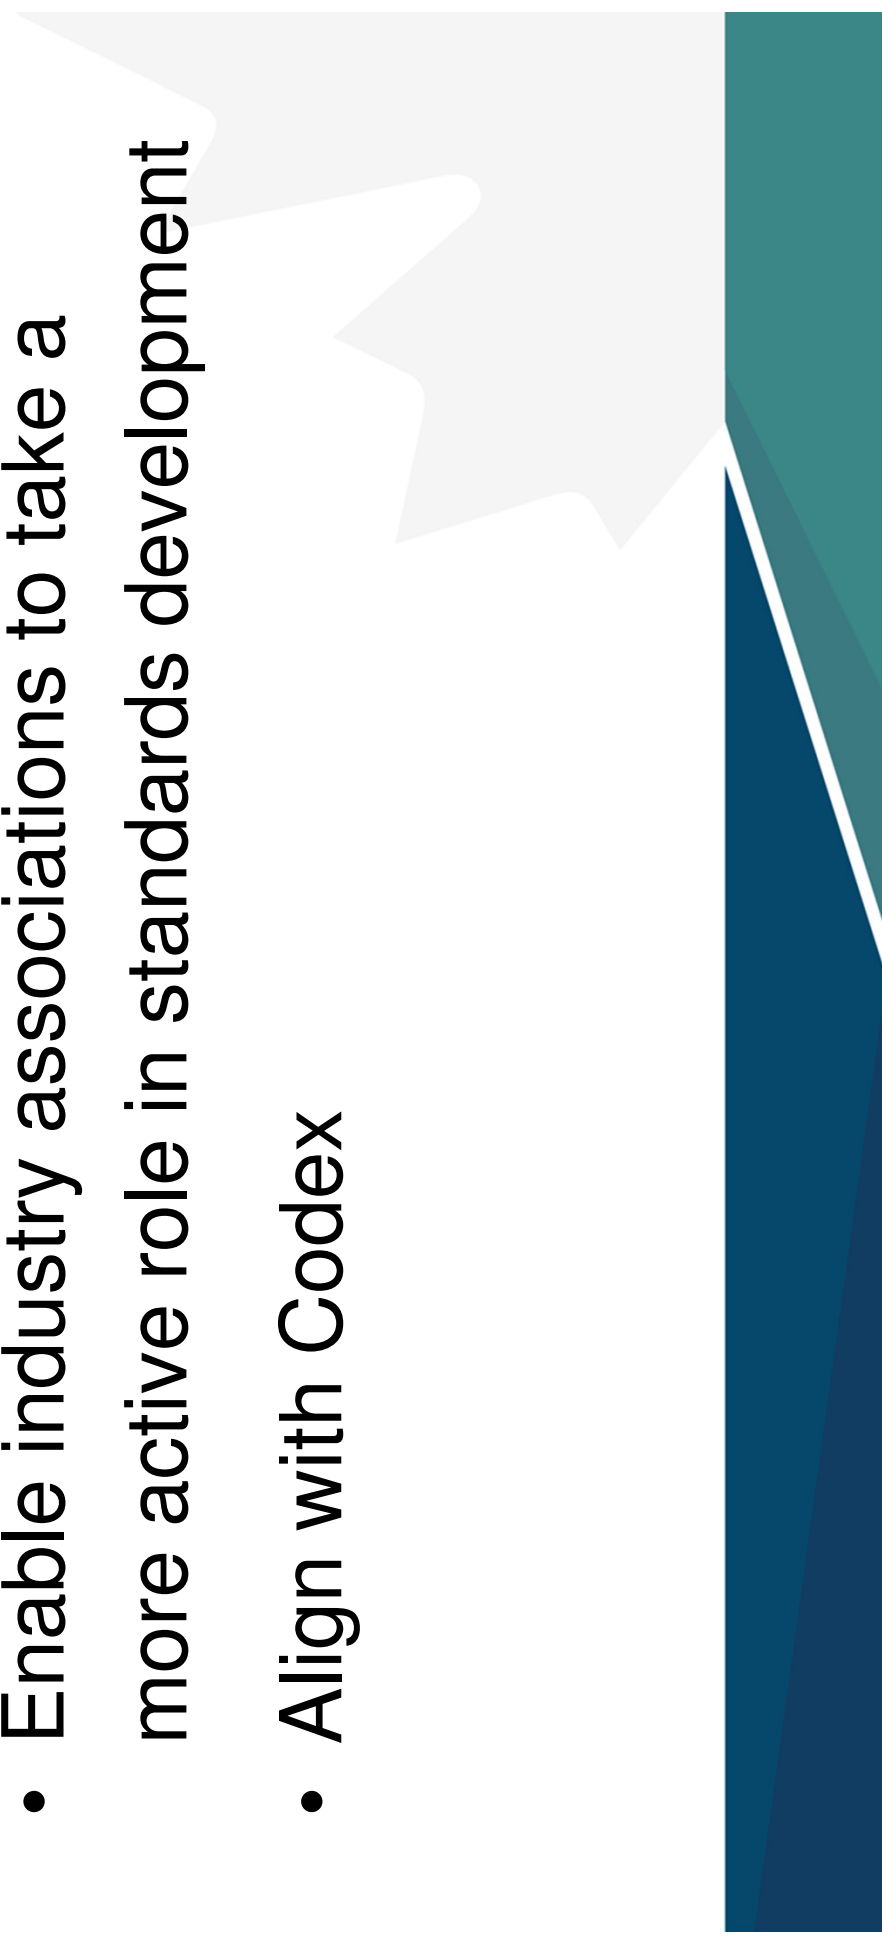 • Enable industry associations to take a
more active role in standards development
• Align with Codex